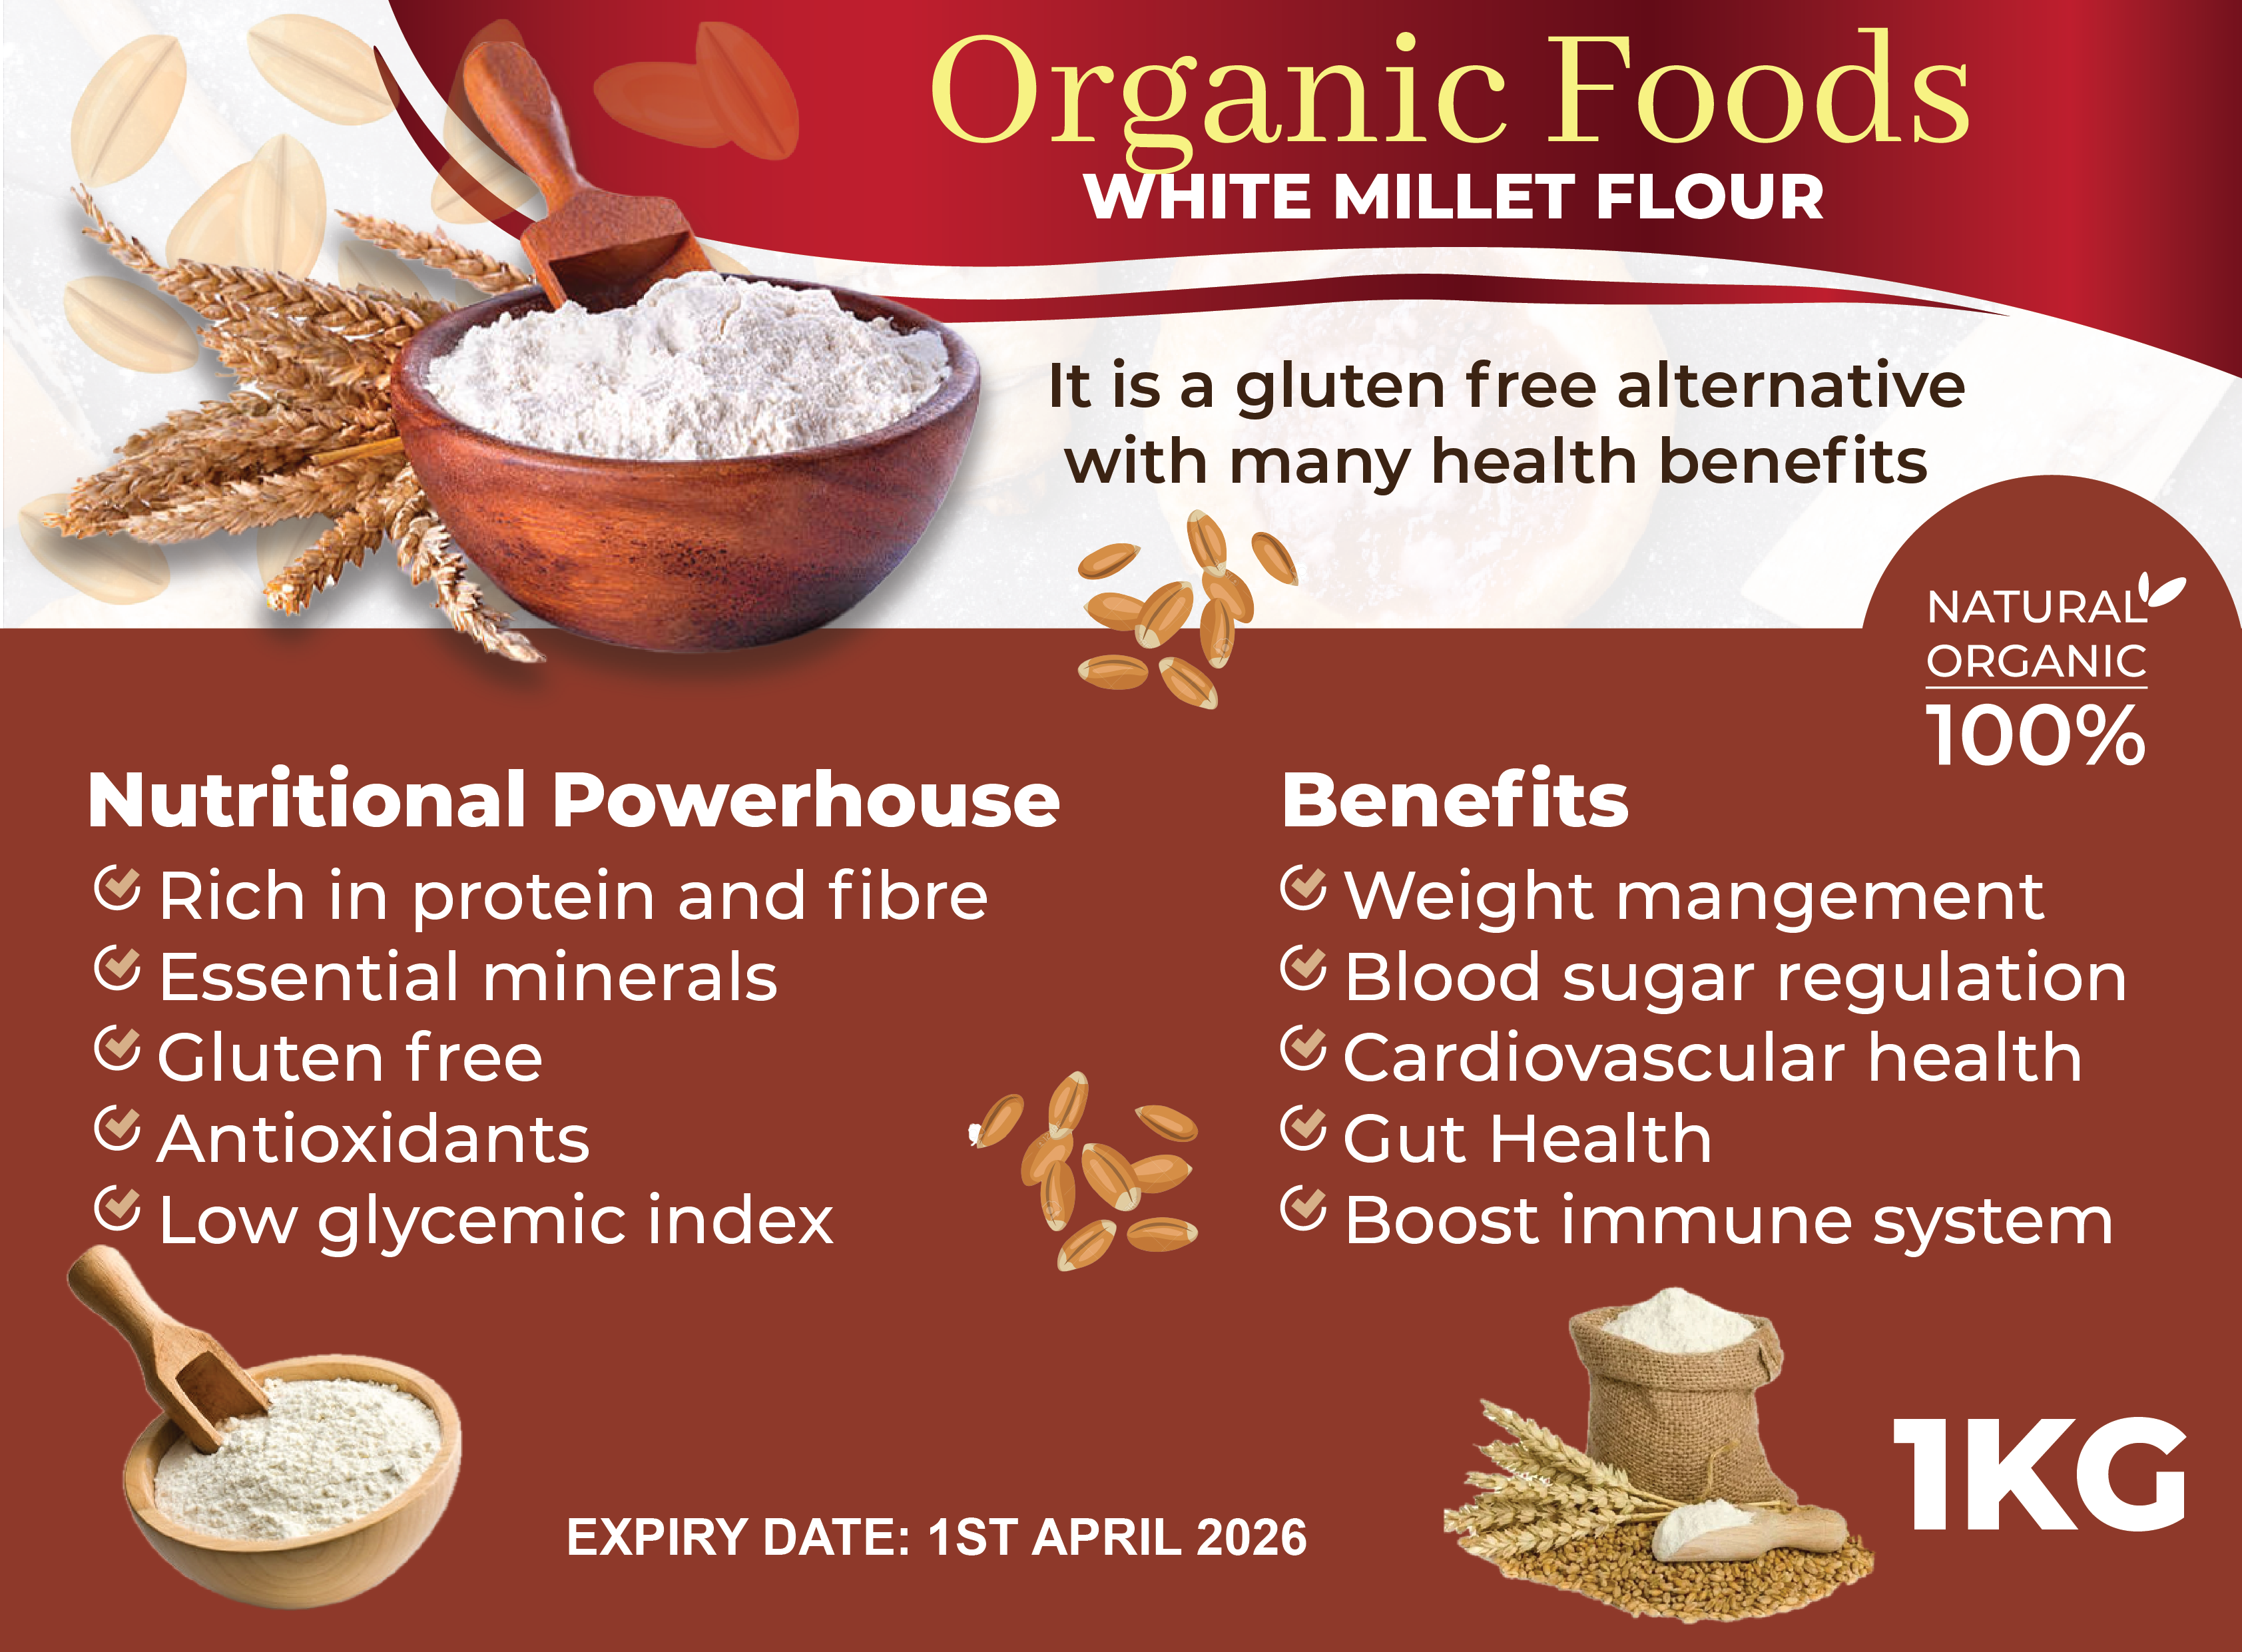 Organic Foods
WHITE MILLET FLOUR
It is a gluten free alternative
with many health benefits
NATURAL
ORGANIC
100%
Nutritional Powerhouse
Rich in protein and fibre
Essential minerals
Gluten free
Antioxidants
Low glycemic index
Benefits
Weight mangement
Blood sugar regulation
Cardiovascular health
Gut Health
Boost immune system
EXPIRY DATE: 1ST APRIL 2026
1KG